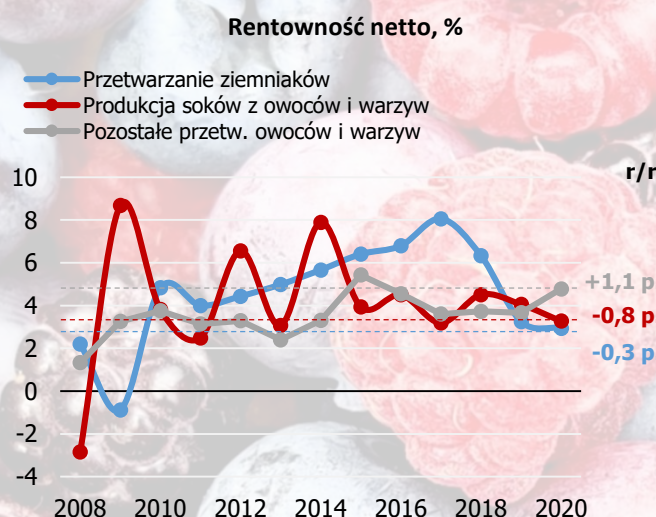 Rentowność netto, %
Przetwarzanie ziemniaków
Produkcja soków z owoców i warzyw
Pozostałe przetw. owoców i warzyw
r/r
10
8
6
4
2
0
-2
-4
+1,1 p
-0,8 p
-0,3 p
2008 2010 2012 2014 2016 2018 2020